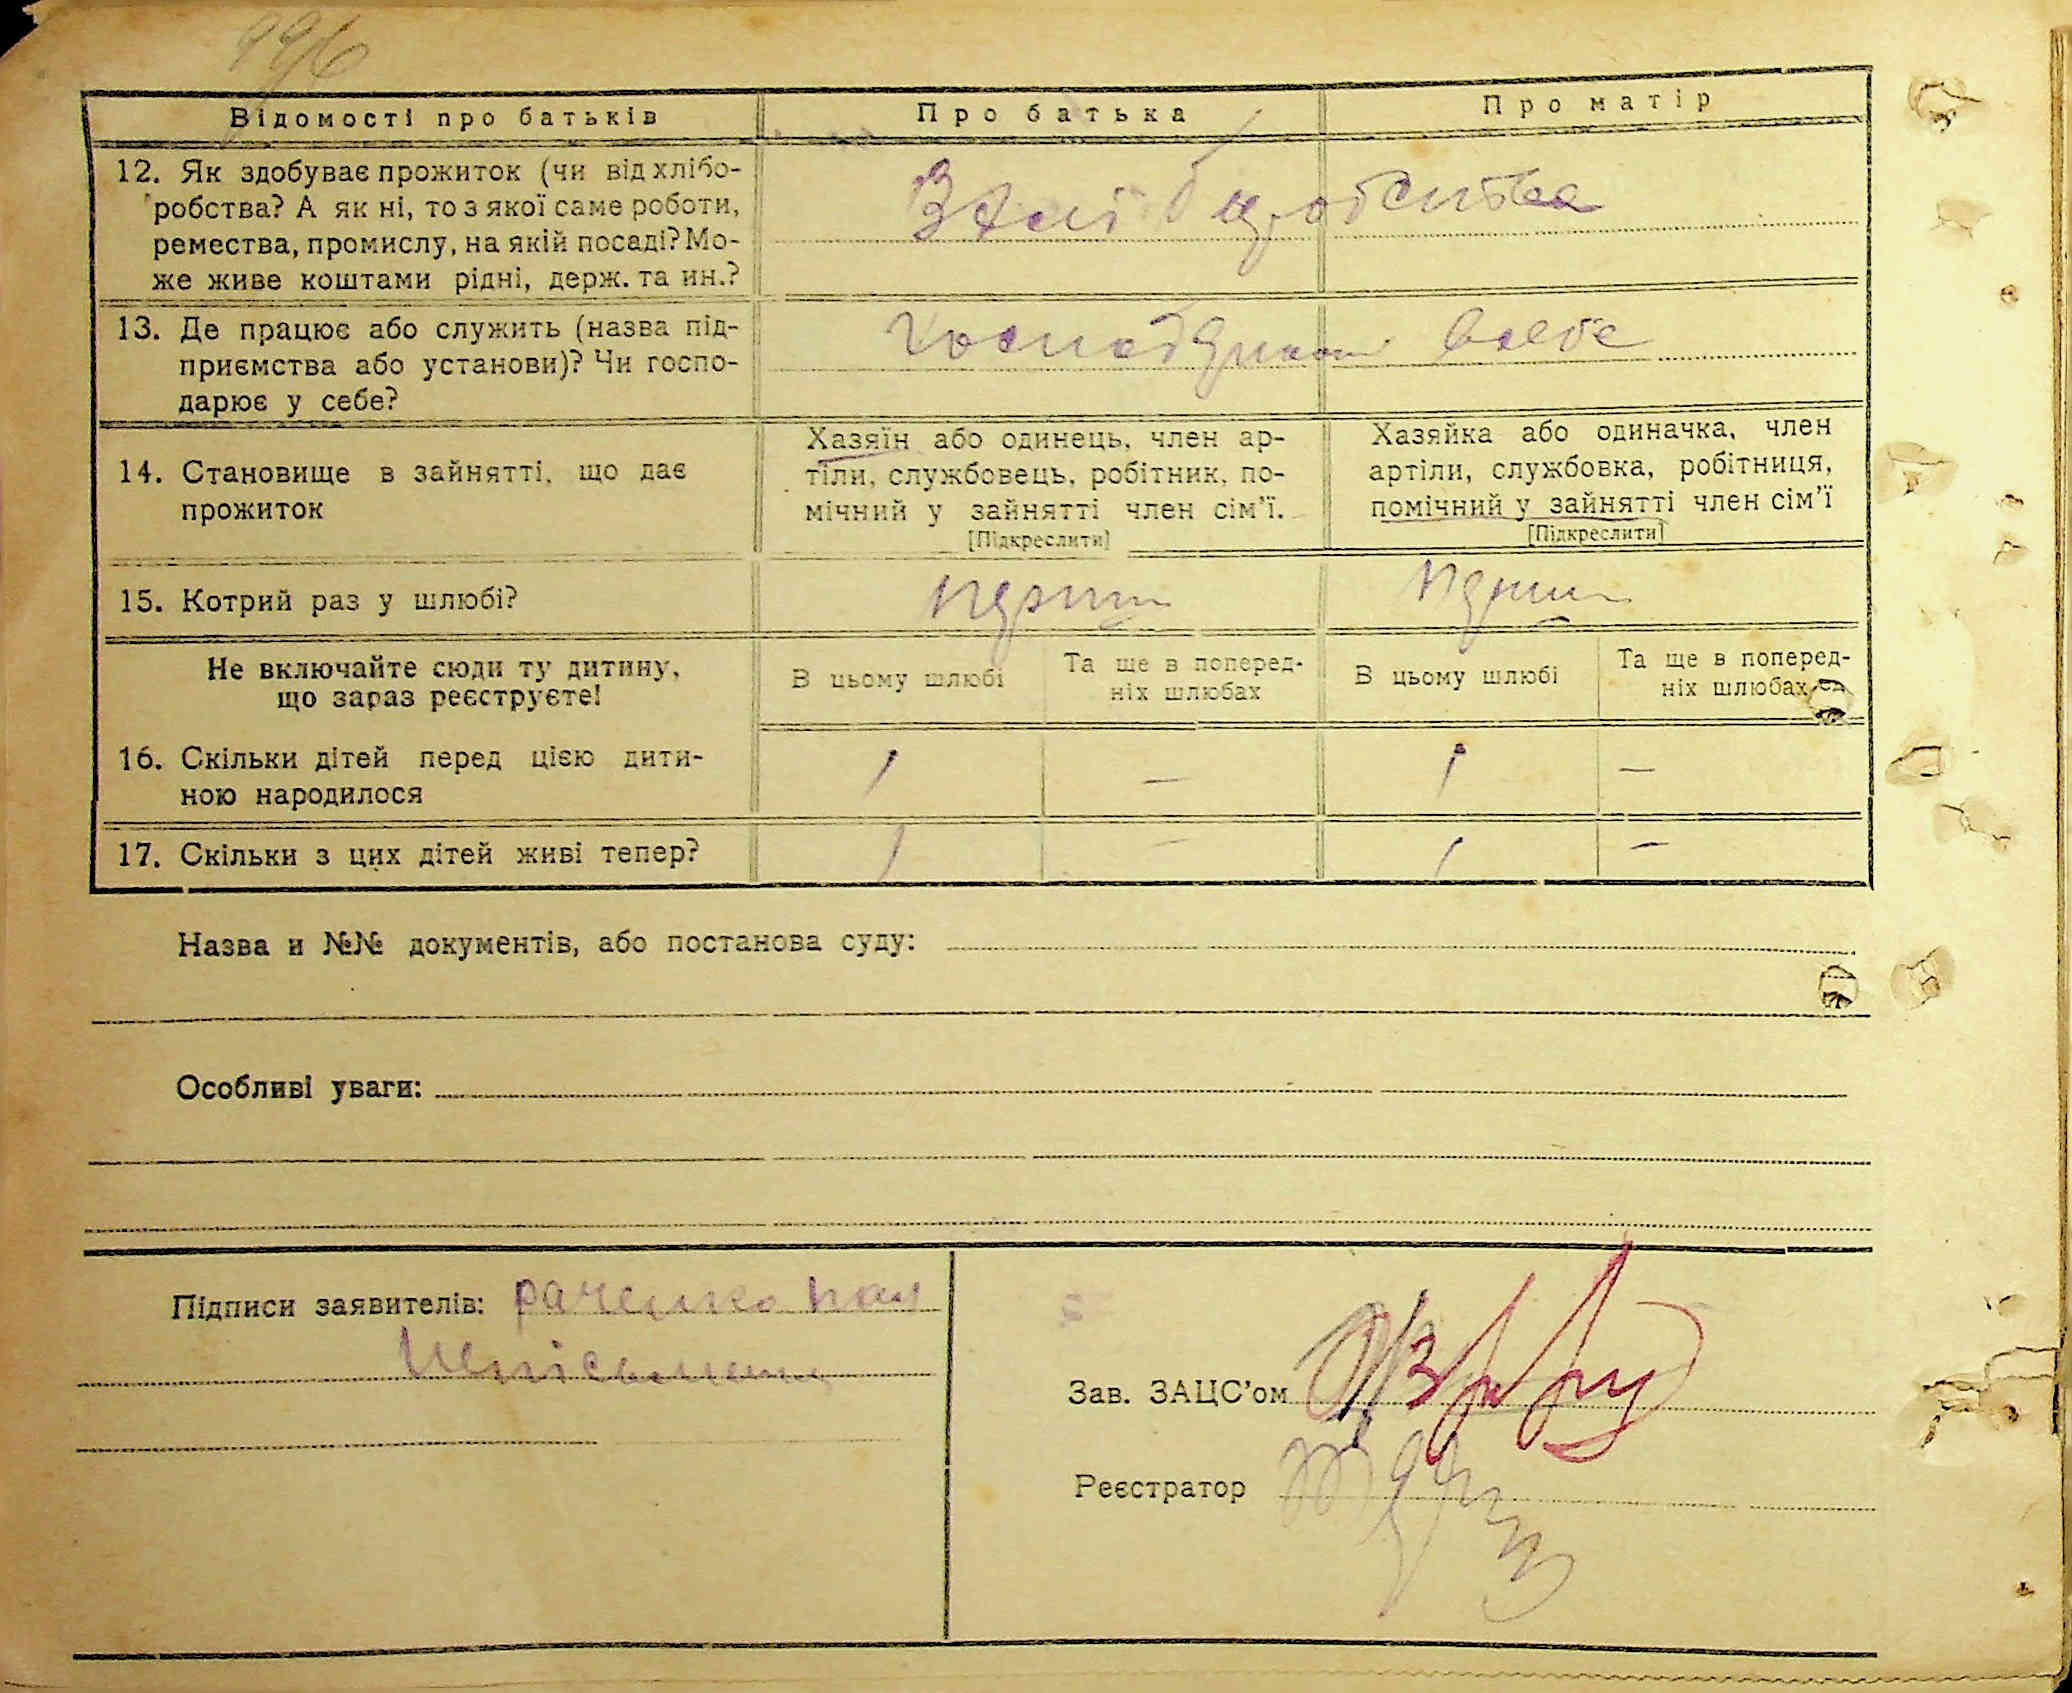 996
Відомості про батьків
Про батька
Про матір
12. Як здобуває прожиток (чи від хлібо-
робства? А як ні, то з якої саме роботи,
ремества, промислу, на якій посаді? Мо-
же живе коштами рідні, держ. та ин.?
13. Де працює або служить (назва під-
приємства або установи)? Чи госпо-
дарює у себе?
14. Становище в зайнятті, що дає
прожиток
Хазяїн або одинець, член ар-
тіли, службовець, робітник, по-
мічний у зайнятті член сім'ї.
[Підкреслити]
Хазяйка або одиначка, член
артіли, службовка, робітниця,
помічний у зайнятті член сім'ї
[Підкреслити]
15. Котрий раз у шлюбі?
Не включайте сюди ту дитину,
що зараз реєструєте!
В цьому шлюбі
Та ще в поперед-
ніх шлюбах
В цьому шлюбі
Та ще в поперед-
ніх шлюбах
16. Скільки дітей перед цією дити-
ною народилося
1 – 1 –
17. Скільки з цих дітей живі тепер?
1 – 1 –
Назва и №№ документів, або постанова суду:
Особливі уваги:
Підписи заявителів:
Зав. ЗАЦС'ом
Реєстратор